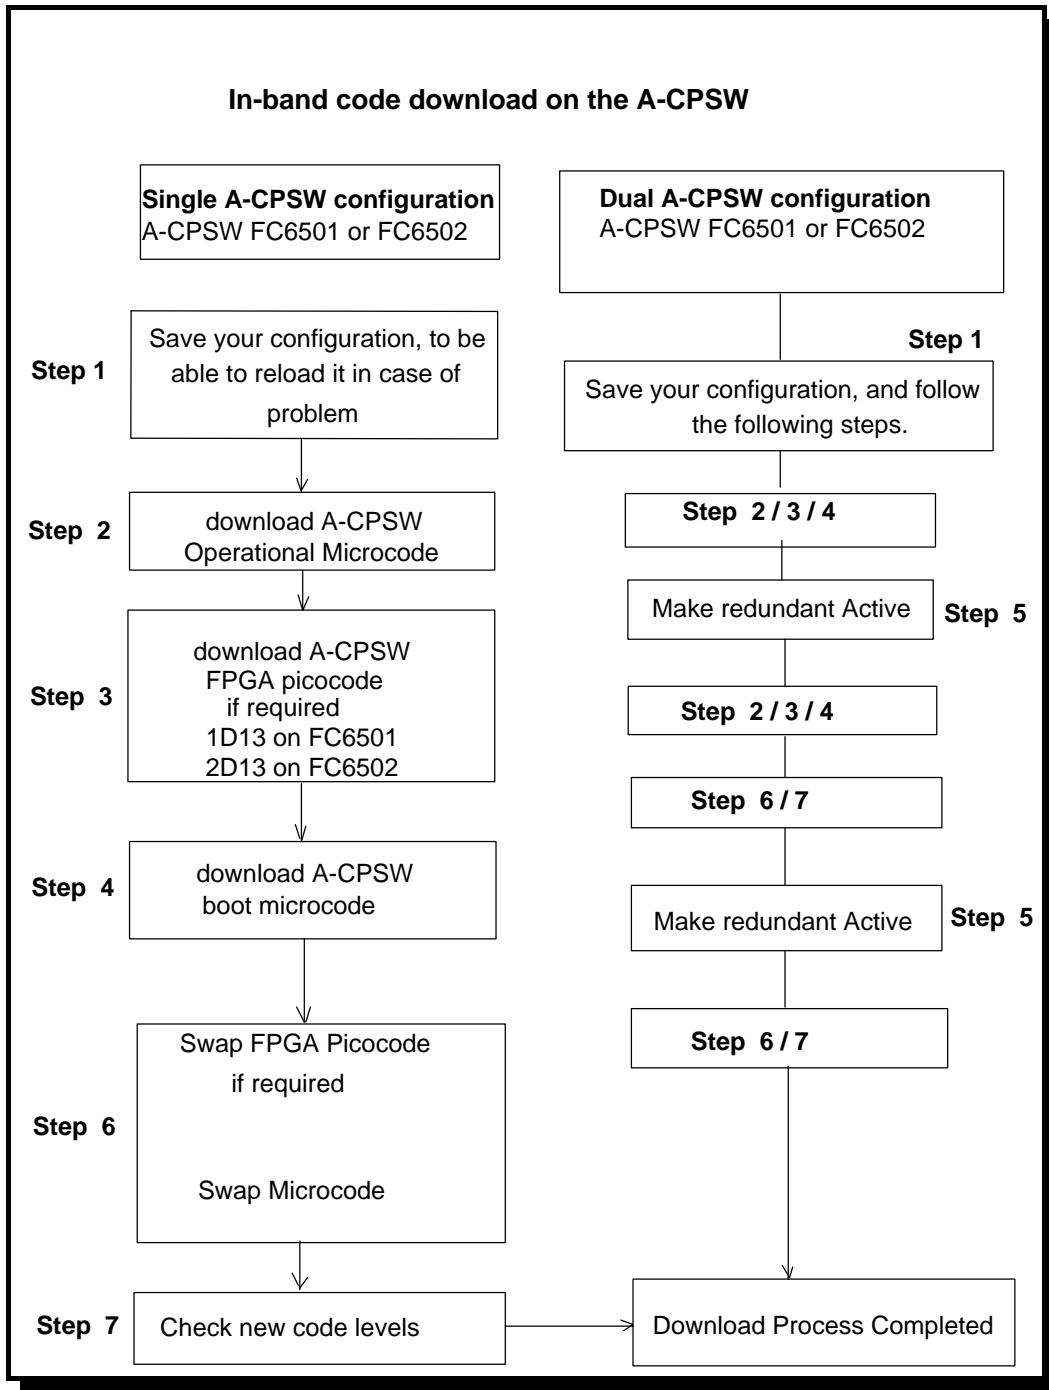 In-band code download on the A-CPSW
Single A-CPSW configuration
A-CPSW FC6501 or FC6502
Step 1
Save your configuration, to be
able to reload it in case of
problem
Step 2
download A-CPSW
Operational Microcode
Step 3
download A-CPSW
FPGA picocode
if required
1D13 on FC6501
2D13 on FC6502
Step 4
download A-CPSW
boot microcode
Step 6
Swap FPGA Picocode
if required
Swap Microcode
Step 7
Check new code levels
Dual A-CPSW configuration
A-CPSW FC6501 or FC6502
Step 1
Save your configuration, and follow
the following steps.
Step 2 / 3 / 4
Make redundant Active
Step 5
Step 2 / 3 / 4
Step 6 / 7
Make redundant Active
Step 5
Step 6 / 7
Download Process Completed